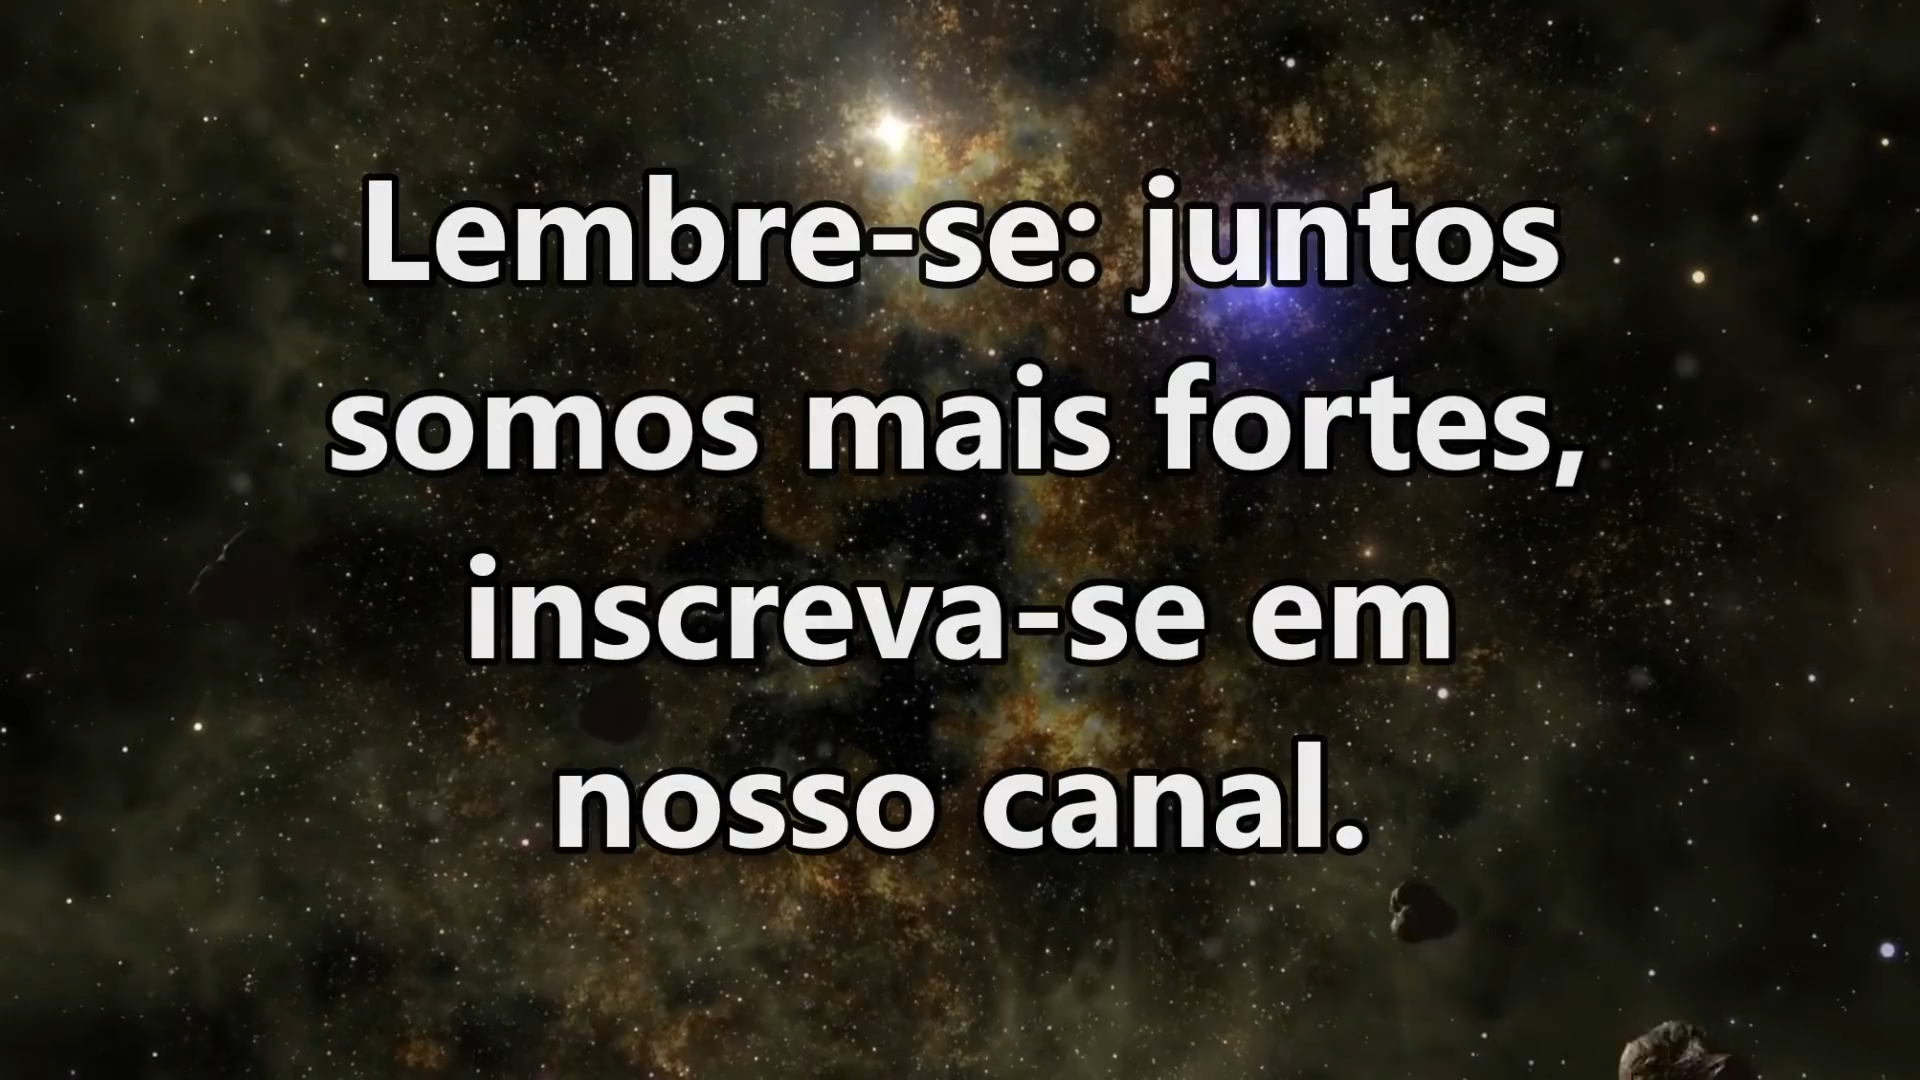 Lembre-se: juntos
somos mais fortes,
inscreva-se em
nosso canal.